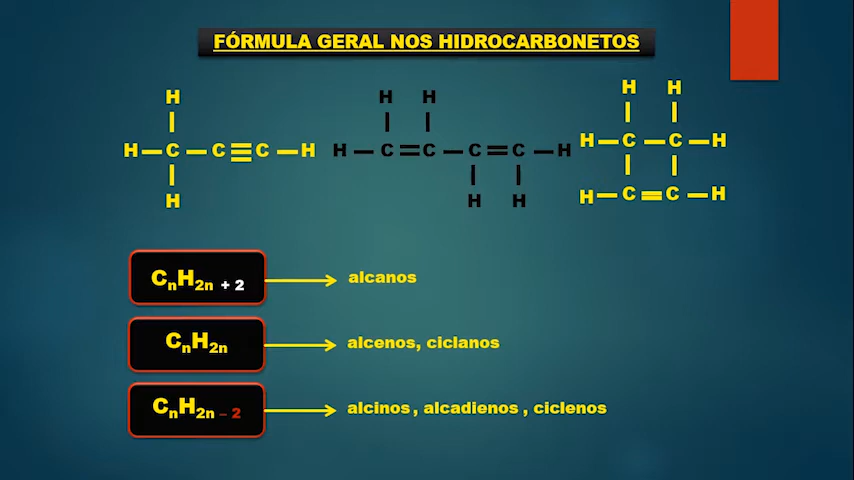 FÓRMULA GERAL NOS HIDROCARBONETOS
H H H H H
H C C C H H C C C C H H C C H
H H H H C C H
CnH2n + 2 alcanos
CnH2n alcenos, ciclanos
CnH2n – 2 alcinos, alcadienos, ciclenos